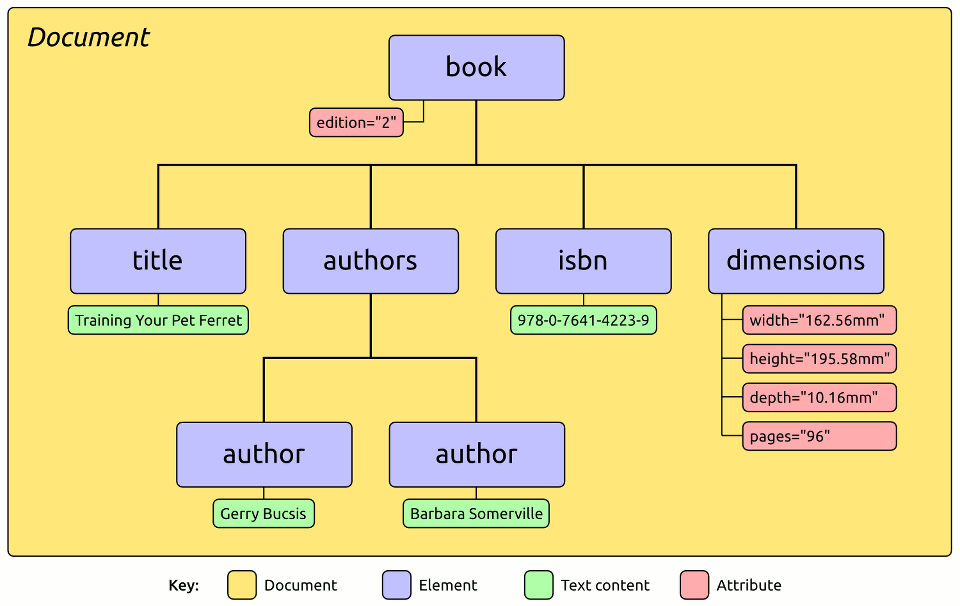 Document
book
edition="2"
title
authors
isbn
dimensions
Training Your Pet Ferret
978-0-7641-4223-9
width="162.56mm"
height="195.58mm"
depth="10.16mm"
pages="96"
author
author
Gerry Bucsis
Barbara Somerville
Key:
Document
Element
Text content
Attribute